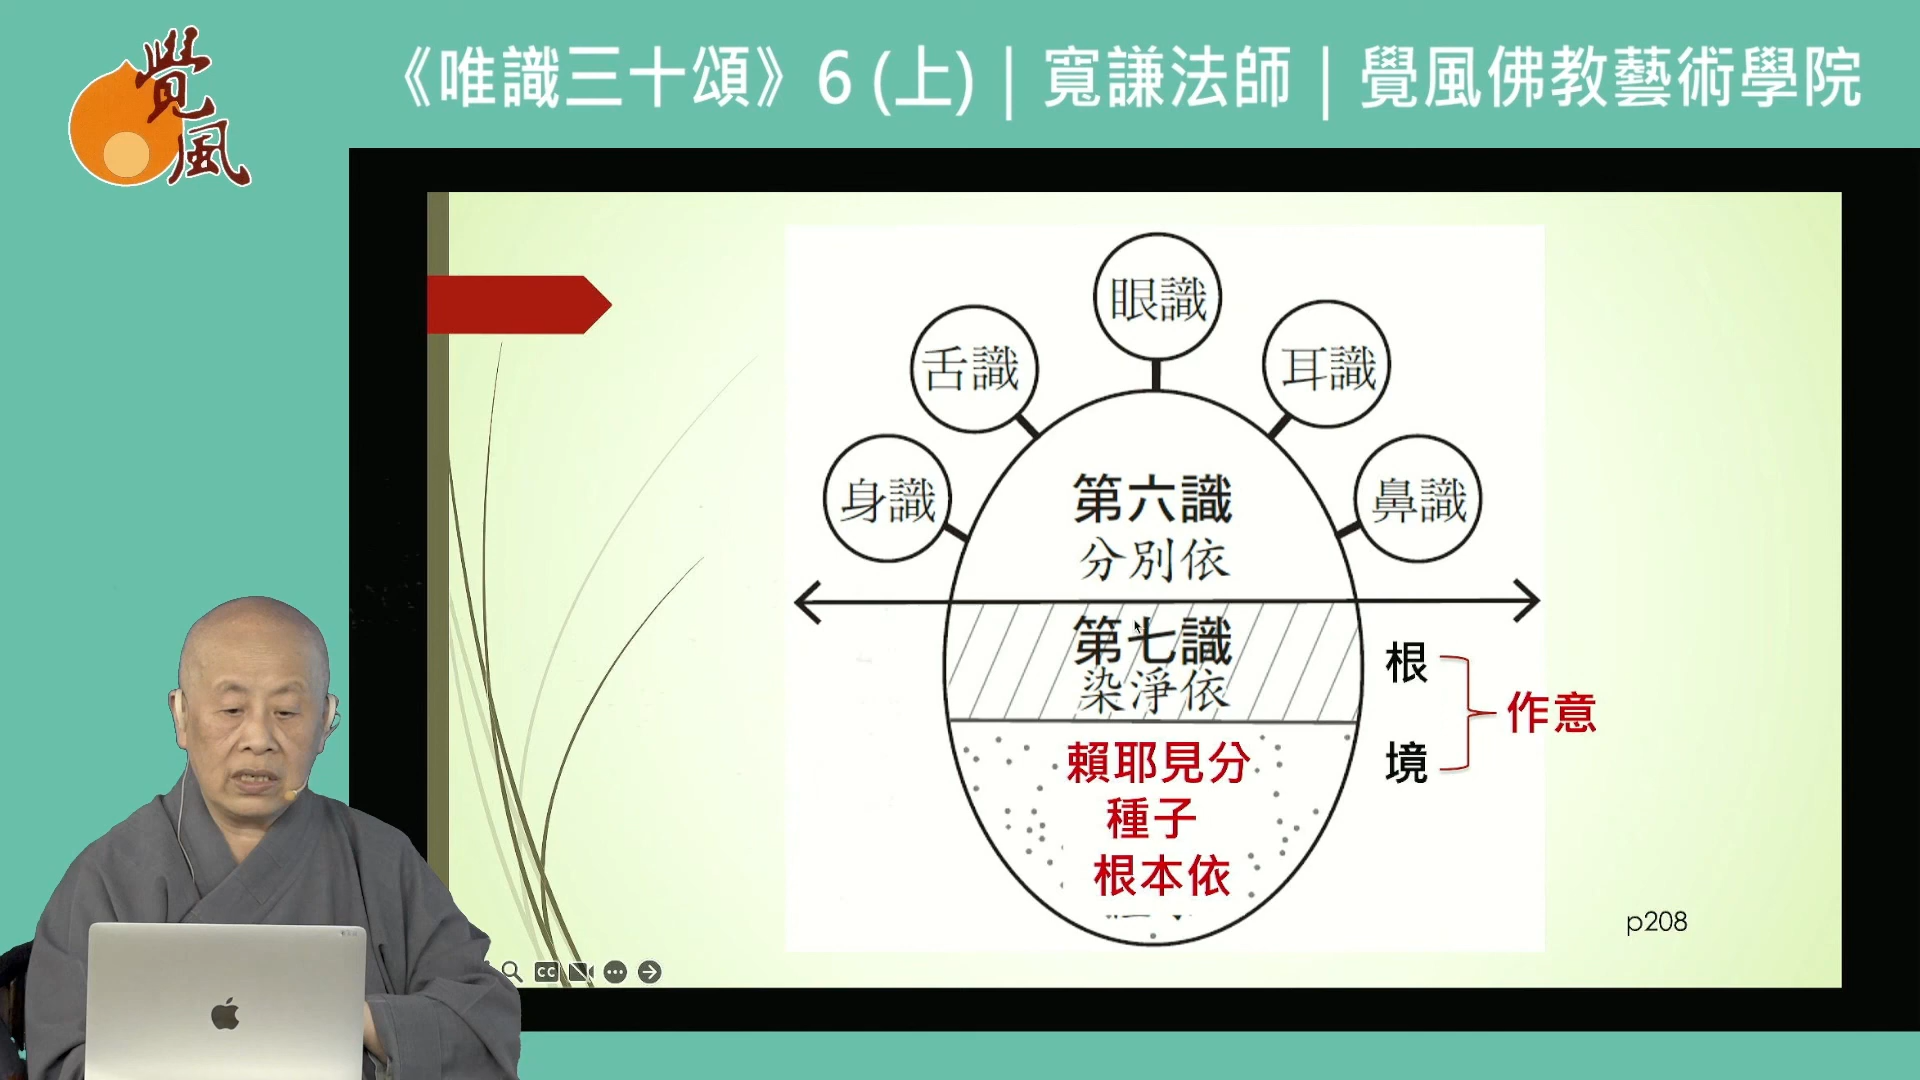 覺風
《唯識三十頌》6 (上)｜寬謙法師｜覺風佛教藝術學院
眼識
舌識
耳識
身識
鼻識
第六識
分別依
第七識
染淨依
根
境
作意
賴耶見分
種子
根本依
p208
CC